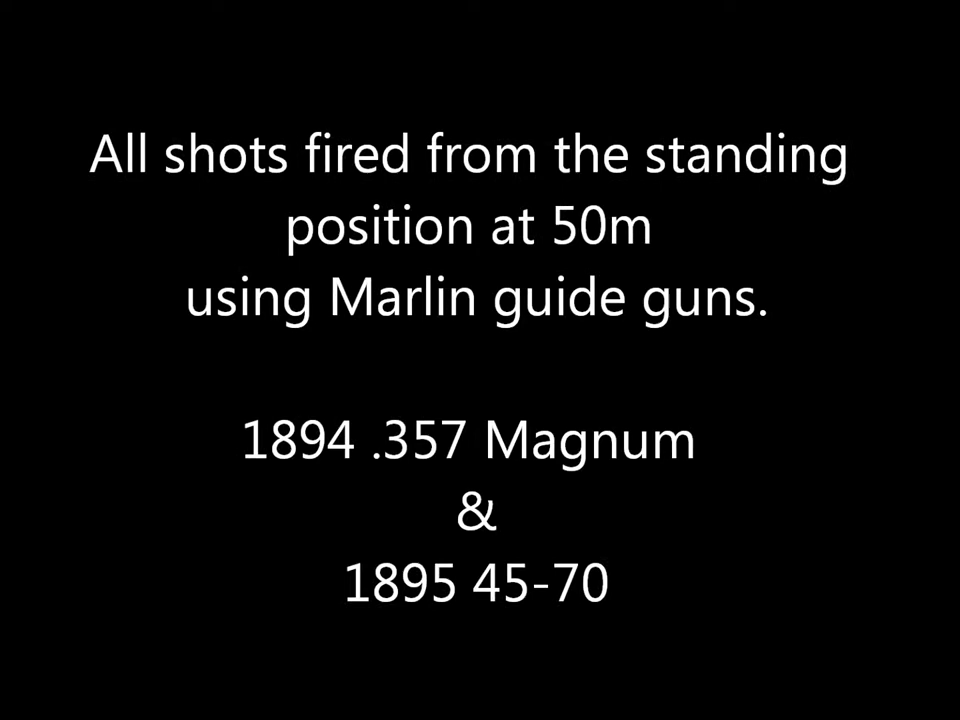 All shots fired from the standing
position at 50m
using Marlin guide guns.
1894 .357 Magnum
&
1895 45-70